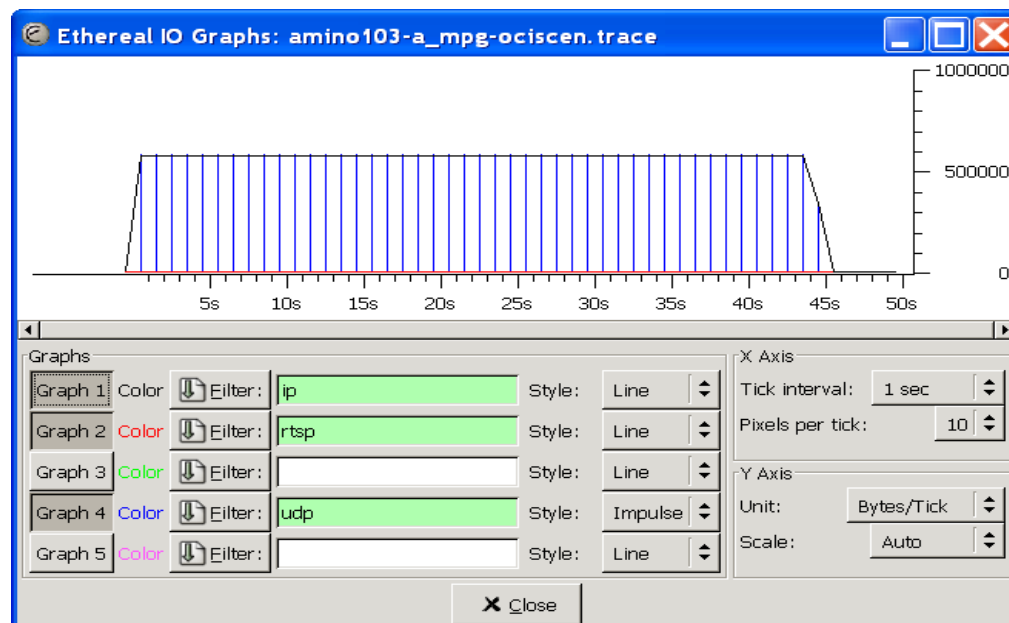 Ethereal IO Graphs: amino103-a_mpg-ociscen.trace
1000000
500000
0
5s 10s 15s 20s 25s 30s 35s 40s 45s 50s
Graphs
Graph 1 Color Filter: ip Style: Line
Graph 2 Color Filter: rtsp Style: Line
Graph 3 Color Filter: Style: Line
Graph 4 Color Filter: udp Style: Impulse
Graph 5 Color Filter: Style: Line
X Axis
Tick interval: 1 sec
Pixels per tick: 10
Y Axis
Unit: Bytes/Tick
Scale: Auto
Close